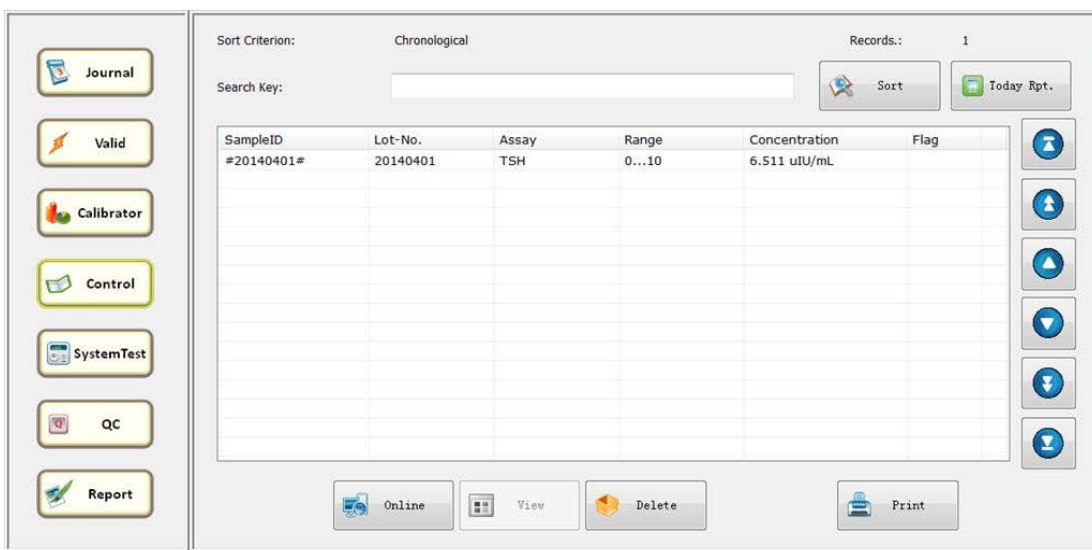 Journal
Valid
Calibrator
Control
SystemTest
QC
Report
Sort Criterion: Chronological Records.: 1
Search Key: Sort Today Rpt.
SampleID Lot-No. Assay Range Concentration Flag
#20140401# 20140401 TSH 0...10 6.511 uIU/mL
Online View Delete Print